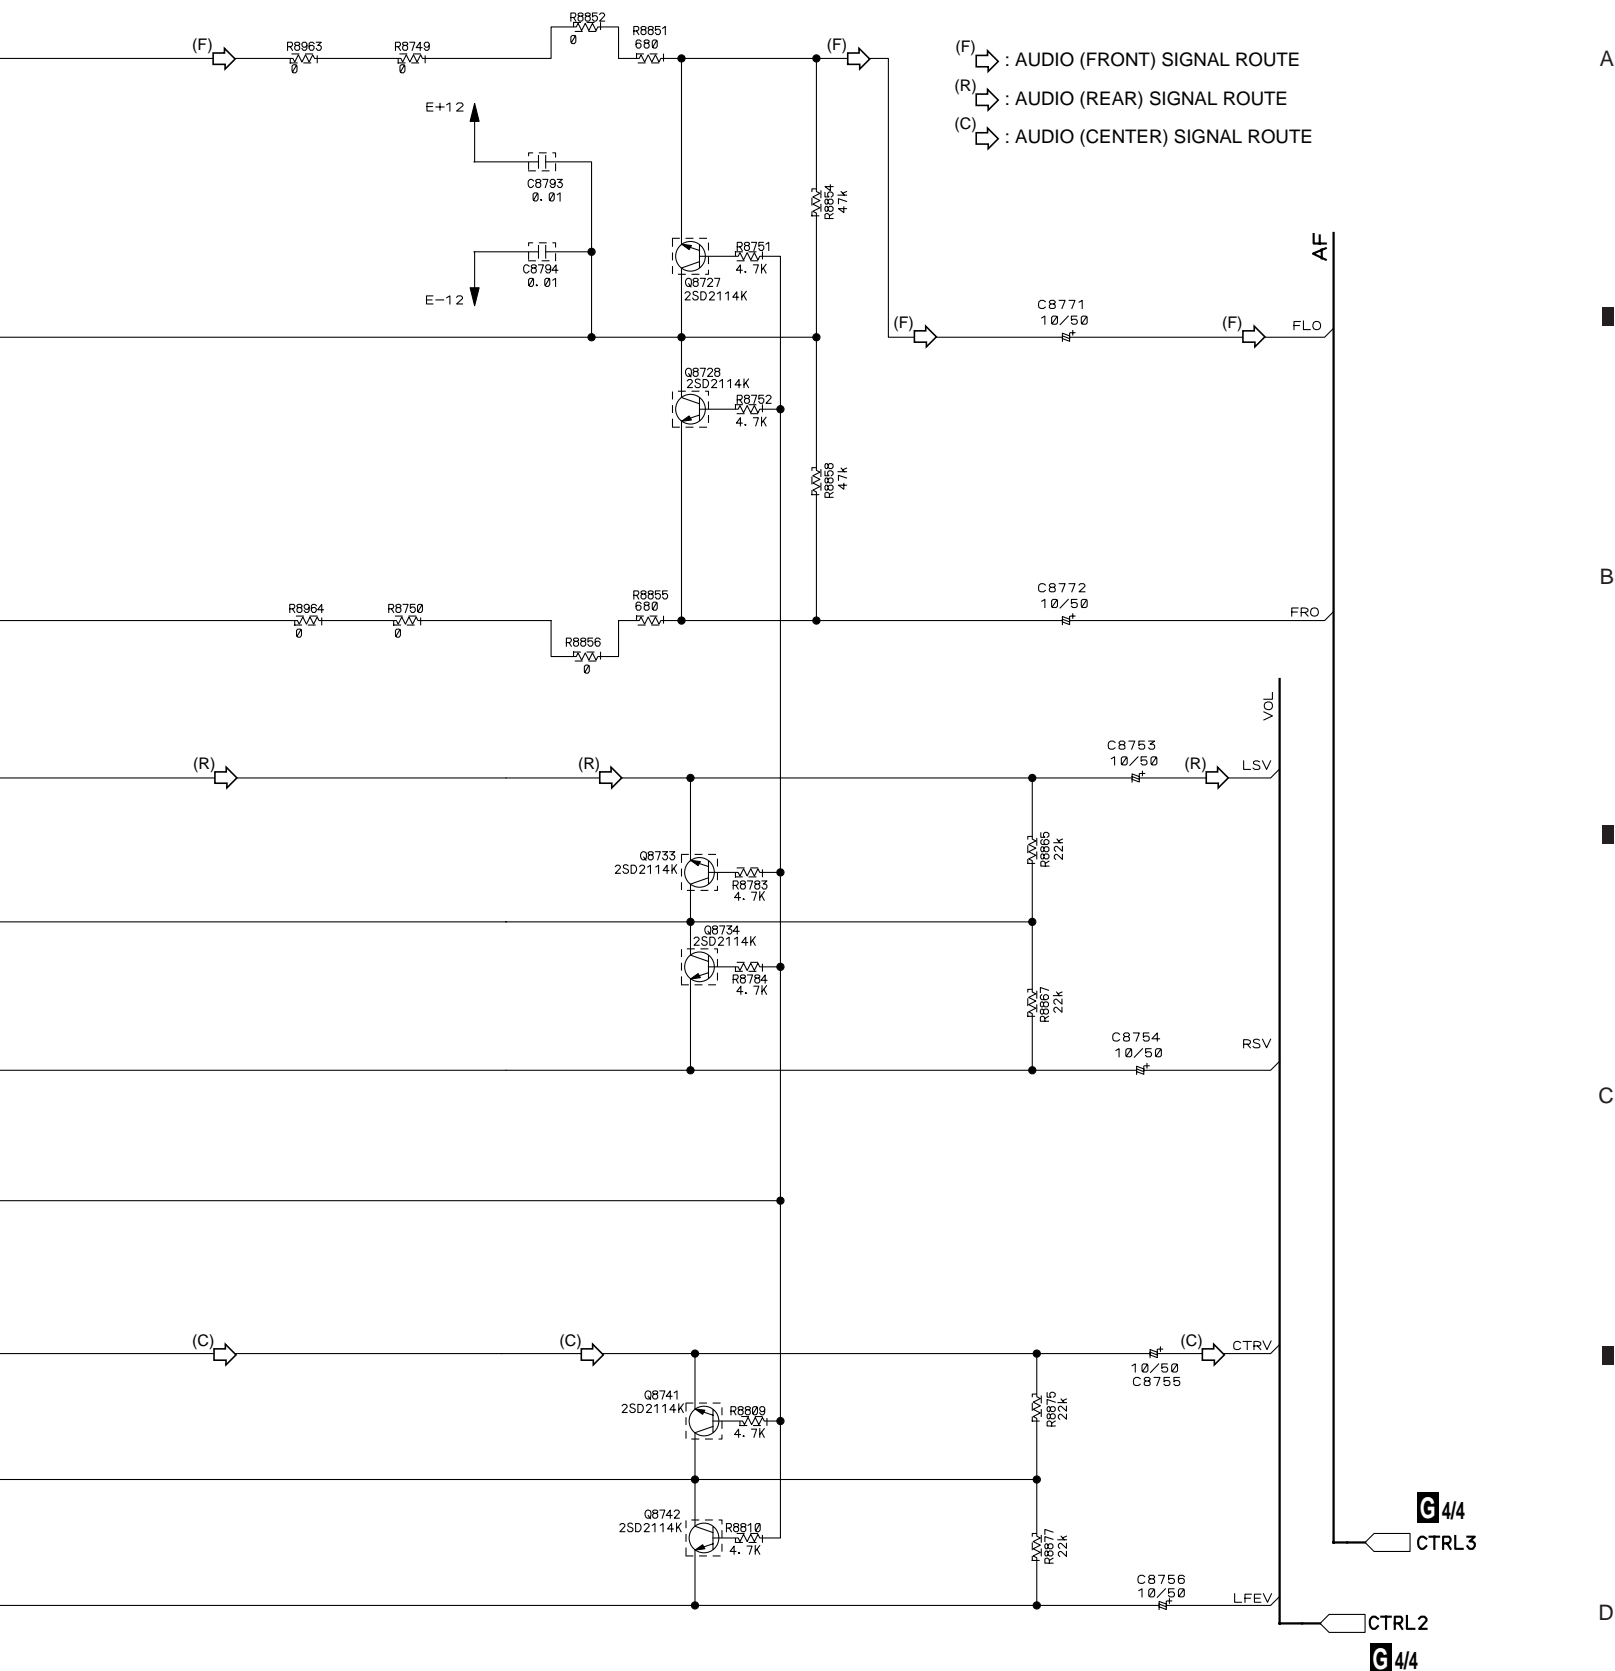 R8852
0
R8851
680
(F)
R8963
0
R8749
0
(F)
(F) : AUDIO (FRONT) SIGNAL ROUTE
(R) : AUDIO (REAR) SIGNAL ROUTE
(C) : AUDIO (CENTER) SIGNAL ROUTE
A
E+12
C8793
0.01
R8854
47k
C8794
0.01
E-12
R8751
4.7K
Q8727
2SD2114K
AF
C8771
10/50
(F)
(F)
FLO
Q8728
2SD2114K
R8752
4.7K
R8858
47k
B
R8964
0
R8750
0
R8856
0
R8855
680
C8772
10/50
FRO
VOL
(R)
(R)
C8753
10/50
(R)
LSV
Q8733
2SD2114K
R8783
4.7K
R8865
22k
Q8734
2SD2114K
R8784
4.7K
R8867
22k
C8754
10/50
RSV
C
(C)
(C)
(C)
CTRV
10/50
C8755
Q8741
2SD2114K
R8809
4.7K
R8875
22k
Q8742
2SD2114K
R8810
4.7K
R8877
22k
G 4/4
CTRL3
C8756
10/50
LFEV
CTRL2
D
G 4/4